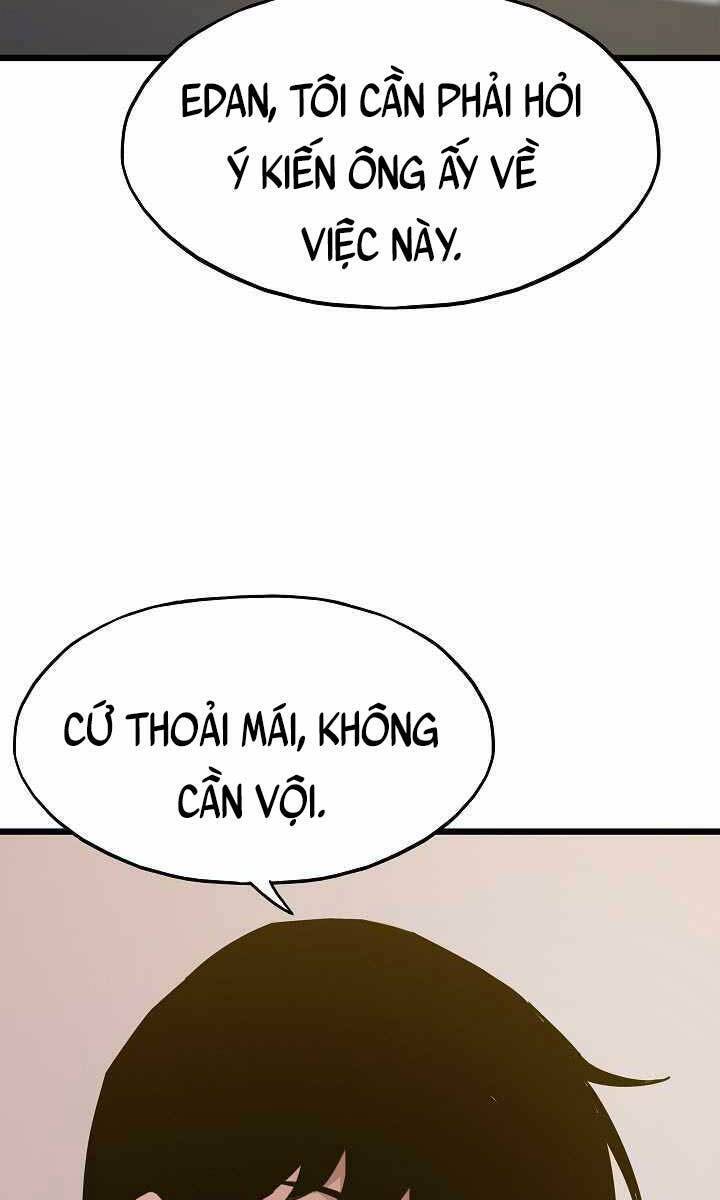 EDAN, TÔI CẦN PHẢI HỎI
Ý KIẾN ÔNG ẤY VỀ
VIỆC NÀY.
CỨ THOẢI MÁI, KHÔNG
CẦN VỘI.